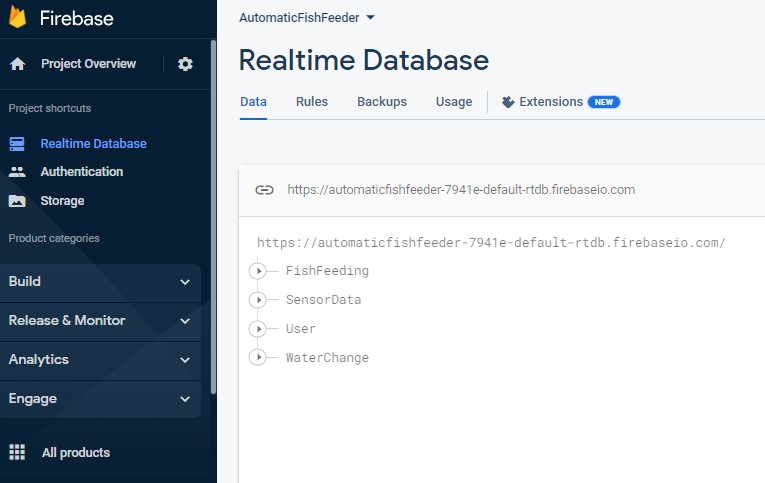 Firebase
Project Overview
Project shortcuts
Realtime Database
Authentication
Storage
Product categories
Build
Release & Monitor
Analytics
Engage
All products
AutomaticFishFeeder
Realtime Database
Data Rules Backups Usage Extensions NEW
https://automaticfishfeeder-7941e-default-rtdb.firebaseio.com
https://automaticfishfeeder-7941e-default-rtdb.firebaseio.com/
FishFeeding
SensorData
User
WaterChange